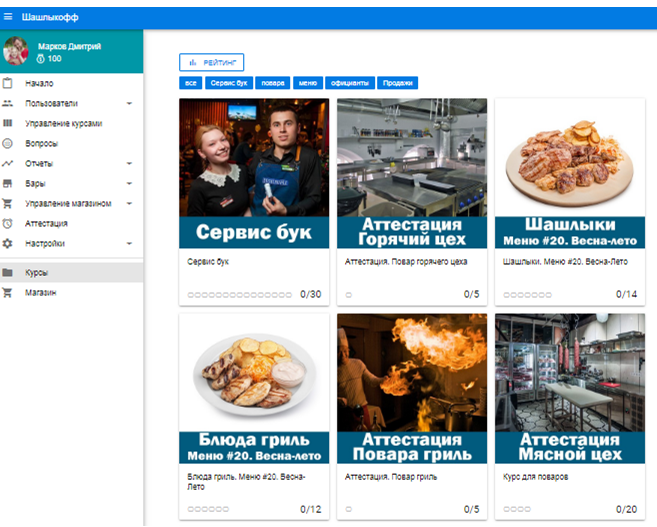 Шашлыкофф
Марков Дмитрий
100
Начало
Пользователи
Управление курсами
Вопросы
Отчеты
Бары
Управление магазином
Аттестация
Настройки
Курсы
Магазин
РЕЙТИНГ
все Сервис бук повара меню официанты Продажи
Сервис бук
Сервис бук
0/30
Аттестация
Горячий цех
Аттестация. Повар горячего цеха
0/5
Шашлыки
Меню #20. Весна-лето
Шашлыки. Меню #20. Весна-Лето
0/14
Блюда гриль
Меню #20. Весна-лето
Блюда гриль. Меню #20. Весна-
Лето
0/12
Аттестация
Повара гриль
Аттестация. Повар гриль
0/5
Аттестация
Мясной цех
Курс для поваров
0/20